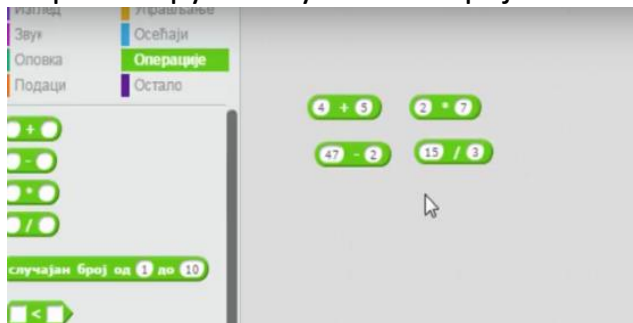 Изглед Управљање
Звук Осећаји
Оловка Операције
Подаци Остало
+
4 + 5 2 * 7
-
47 - 2 15 / 3
*
/
случајан број од 1 до 10
<